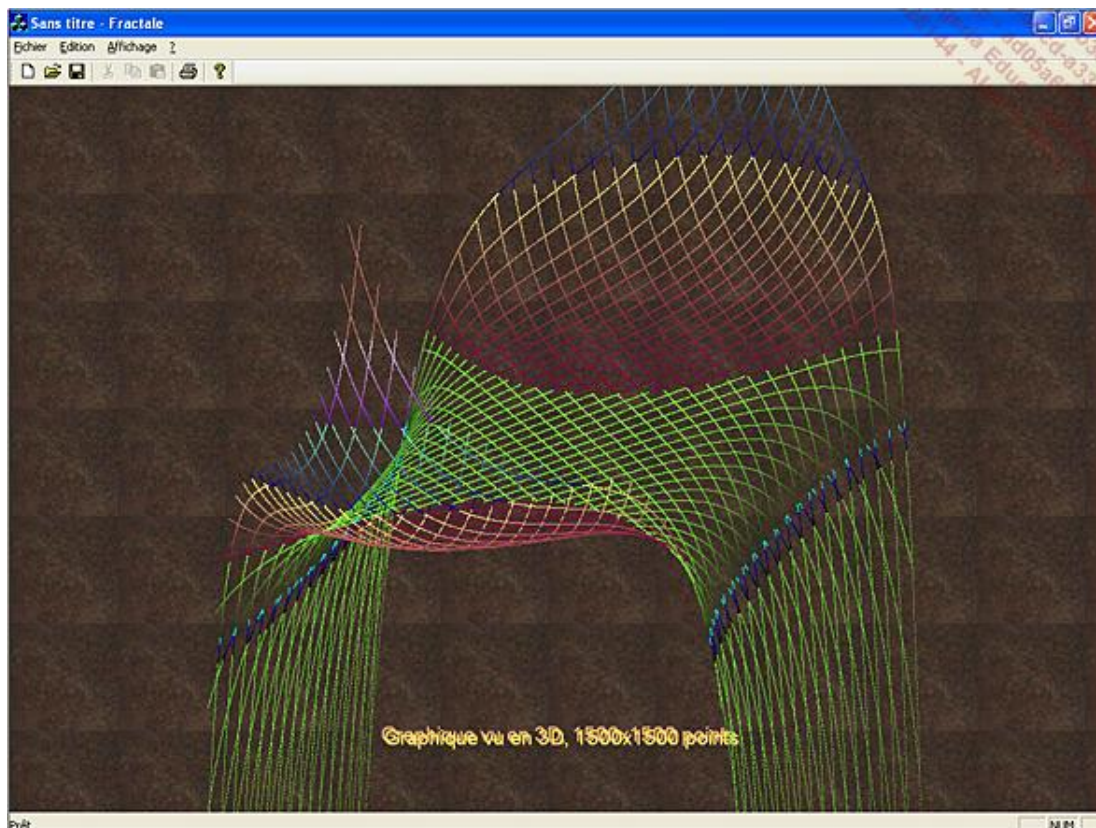 Sans titre - Fractale
Fichier Edition Affichage ?
Graphique vu en 3D, 1500x1500 points
Prêt
NUM